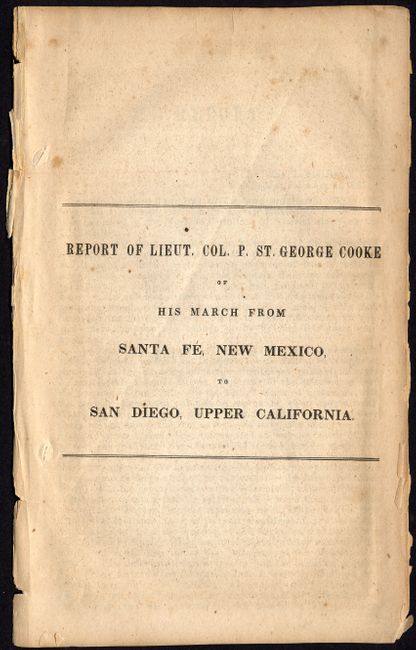 REPORT OF LIEUT. COL. P. ST. GEORGE COOKE
OF
HIS MARCH FROM
SANTA FÉ, NEW MEXICO,
TO
SAN DIEGO, UPPER CALIFORNIA.